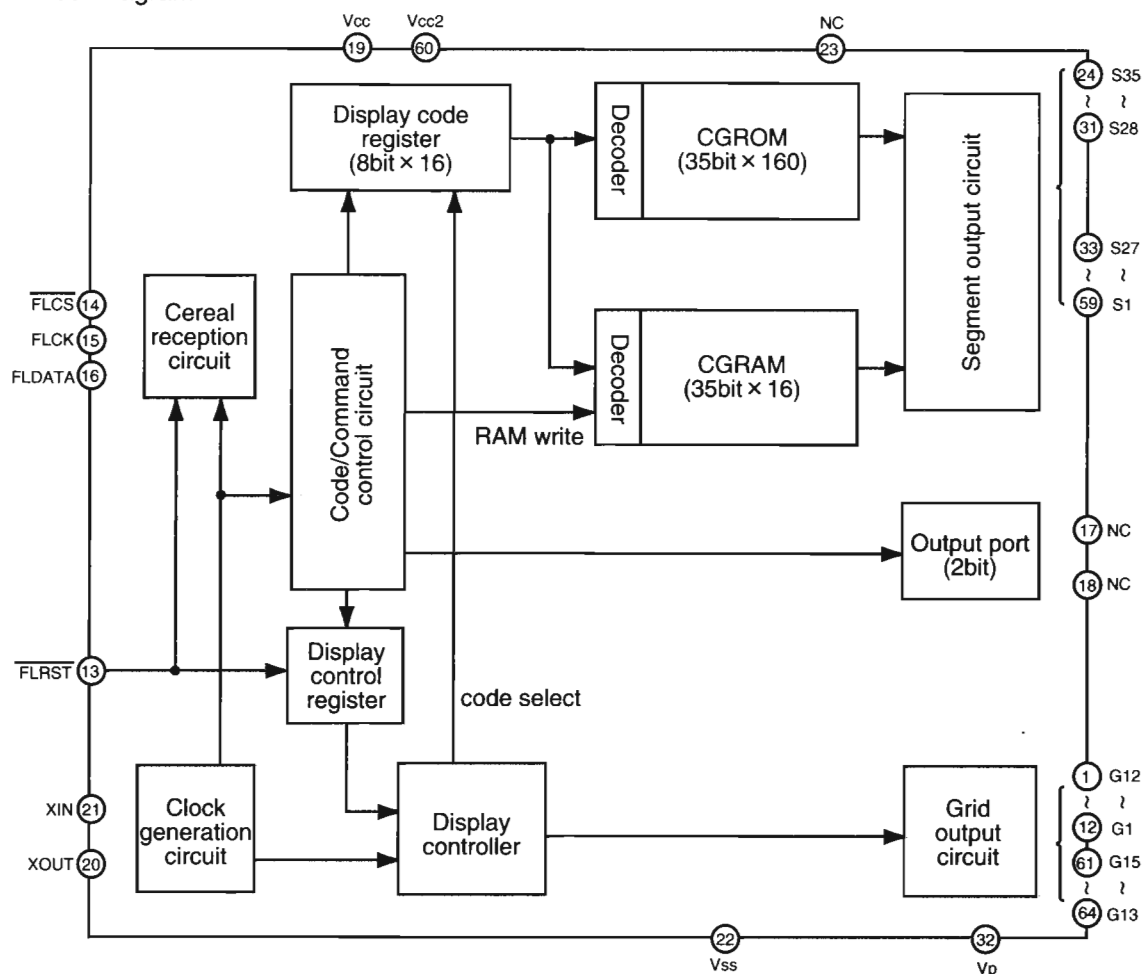 Vcc
Vcc2
NC
19
60
23
24 S35
~ ~
31 S28
33 S27
~ ~
59 S1
Display code
register
(8bit × 16)
Decoder
CGROM
(35bit × 160)
Segment output circuit
FLCS 14
FLCK 15
FLDATA 16
Cereal
reception
circuit
Code/Command
control circuit
Decoder
CGRAM
(35bit × 16)
RAM write
Output port
(2bit)
17 NC
18 NC
FLRST 13
Display
control
register
code select
XIN 21
XOUT 20
Clock
generation
circuit
Display
controller
Grid
output
circuit
1 G12
~ ~
12 G1
61 G15
~ ~
64 G13
22
Vss
32
Vp